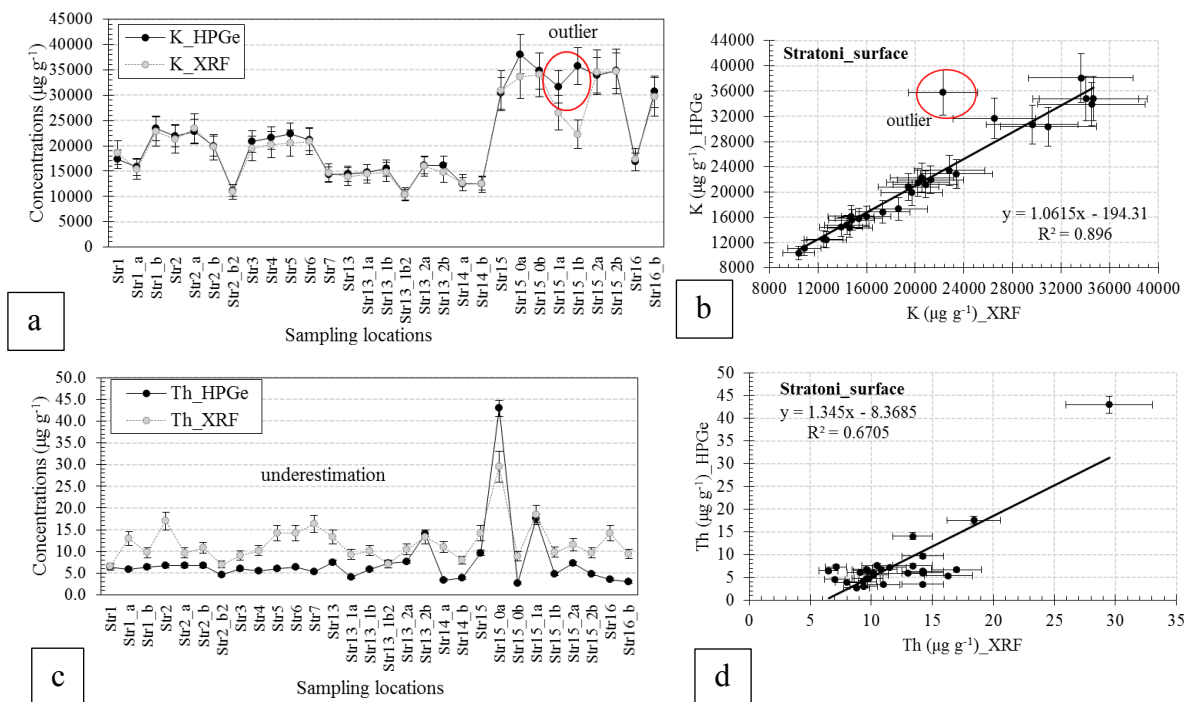 45000
40000
35000
30000
25000
20000
15000
10000
5000
0
Concentrations (μg g⁻¹)
K_HPGe
K_XRF
outlier
Str1
Str1_a
Str1_b
Str2
Str2_a
Str2_b
Str2_b2
Str3
Str4
Str5
Str6
Str7
Str13
Str13_1a
Str13_1b
Str13_1b2
Str13_2a
Str13_2b
Str14_a
Str14_b
Str15
Str15_0a
Str15_0b
Str15_1a
Str15_1b
Str15_2a
Str15_2b
Str16
Str16_b
Sampling locations
a
44000
40000
36000
32000
28000
24000
20000
16000
12000
8000
K (μg g⁻¹)_HPGe
Stratoni_surface
outlier
y = 1.0615x - 194.31
R² = 0.896
8000 12000 16000 20000 24000 28000 32000 36000 40000
K (μg g⁻¹)_XRF
b
50.0
45.0
40.0
35.0
30.0
25.0
20.0
15.0
10.0
5.0
0.0
Concentrations (μg g⁻¹)
Th_HPGe
Th_XRF
underestimation
Str1
Str1_a
Str1_b
Str2
Str2_a
Str2_b
Str2_b2
Str3
Str4
Str5
Str6
Str7
Str13
Str13_1a
Str13_1b
Str13_1b2
Str13_2a
Str13_2b
Str14_a
Str14_b
Str15
Str15_0a
Str15_0b
Str15_1a
Str15_1b
Str15_2a
Str15_2b
Str16
Str16_b
Sampling locations
c
50
45
40
35
30
25
20
15
10
5
0
Th (μg g⁻¹)_HPGe
Stratoni_surface
y = 1.345x - 8.3685
R² = 0.6705
0 5 10 15 20 25 30 35
Th (μg g⁻¹)_XRF
d